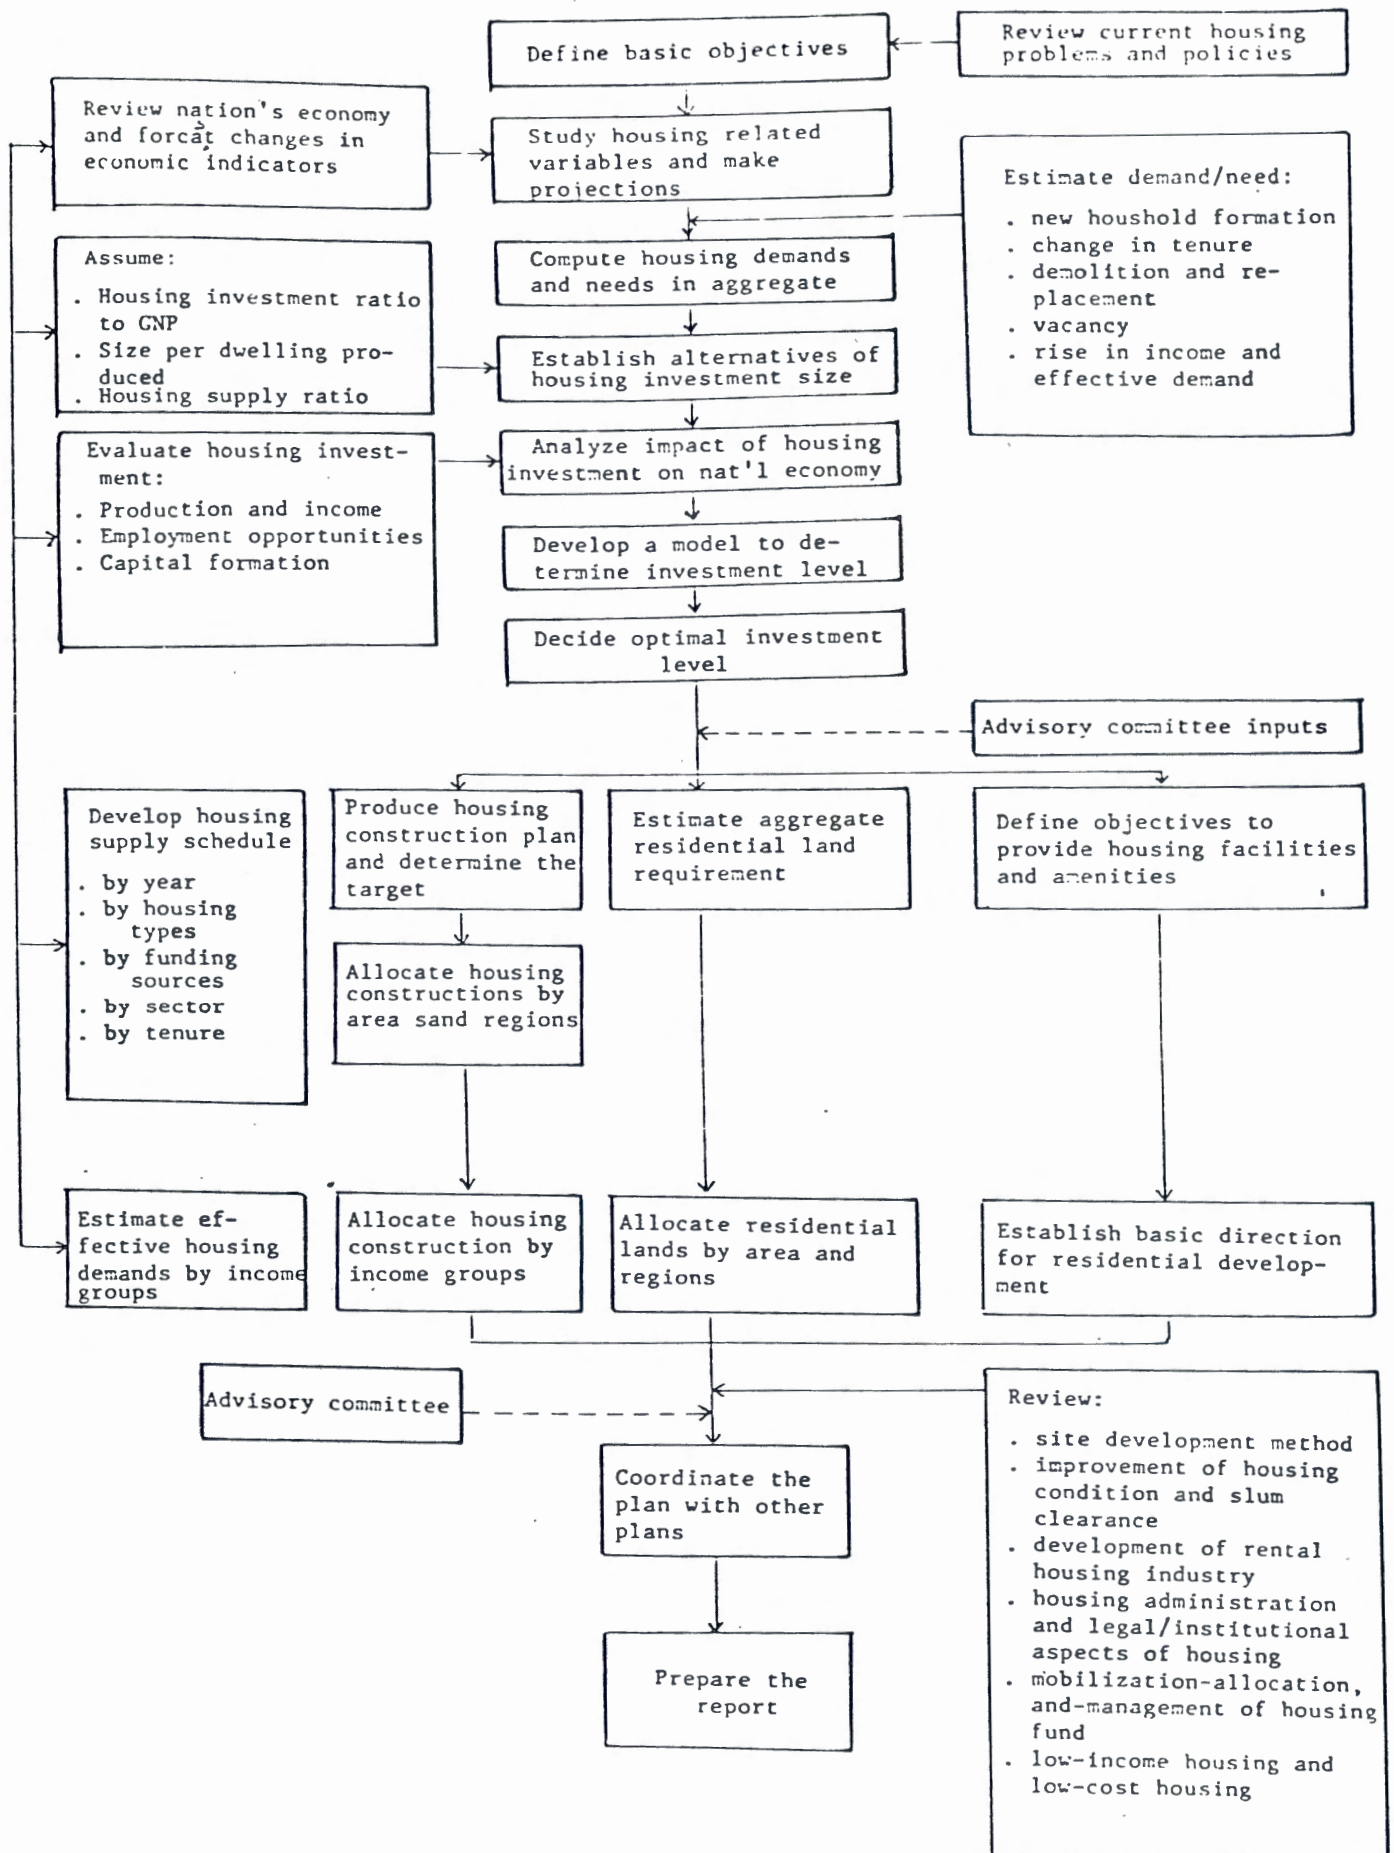 Define basic objectives
Review current housing
problems and policies
Review nation's economy
and forcat changes in
economic indicators
Study housing related
variables and make
projections
Estimate demand/need:
. new houshold formation
. change in tenure
. demolition and re-
placement
. vacancy
. rise in income and
effective demand
Assume:
. Housing investment ratio
to GNP
. Size per dwelling pro-
duced
. Housing supply ratio
Compute housing demands
and needs in aggregate
Establish alternatives of
housing investment size
Evaluate housing invest-
ment:
. Production and income
. Employment opportunities
. Capital formation
Analyze impact of housing
investment on nat'l economy
Develop a model to de-
termine investment level
Decide optimal investment
level
Advisory committee inputs
Develop housing
supply schedule
. by year
. by housing
types
. by funding
sources
. by sector
. by tenure
Produce housing
construction plan
and determine the
target
Estimate aggregate
residential land
requirement
Define objectives to
provide housing facilities
and amenities
Allocate housing
constructions by
area sand regions
Estimate ef-
fective housing
demands by income
groups
Allocate housing
construction by
income groups
Allocate residential
lands by area and
regions
Establish basic direction
for residential develop-
ment
Advisory committee
Review:
. site development method
. improvement of housing
condition and slum
clearance
. development of rental
housing industry
. housing administration
and legal/institutional
aspects of housing
. mobilization-allocation,
and-management of housing
fund
. low-income housing and
low-cost housing
Coordinate the
plan with other
plans
Prepare the
report